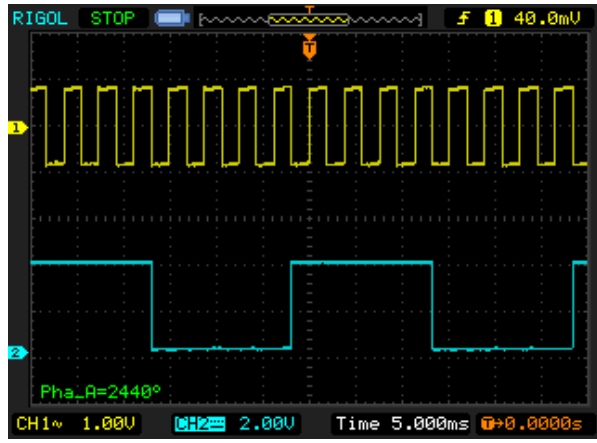 RIGOL STOP T f 1 40.0mV
T
1
2
Pha_A=2440º
CH1~ 1.00V CH2 2.00V Time 5.000ms T→0.0000s